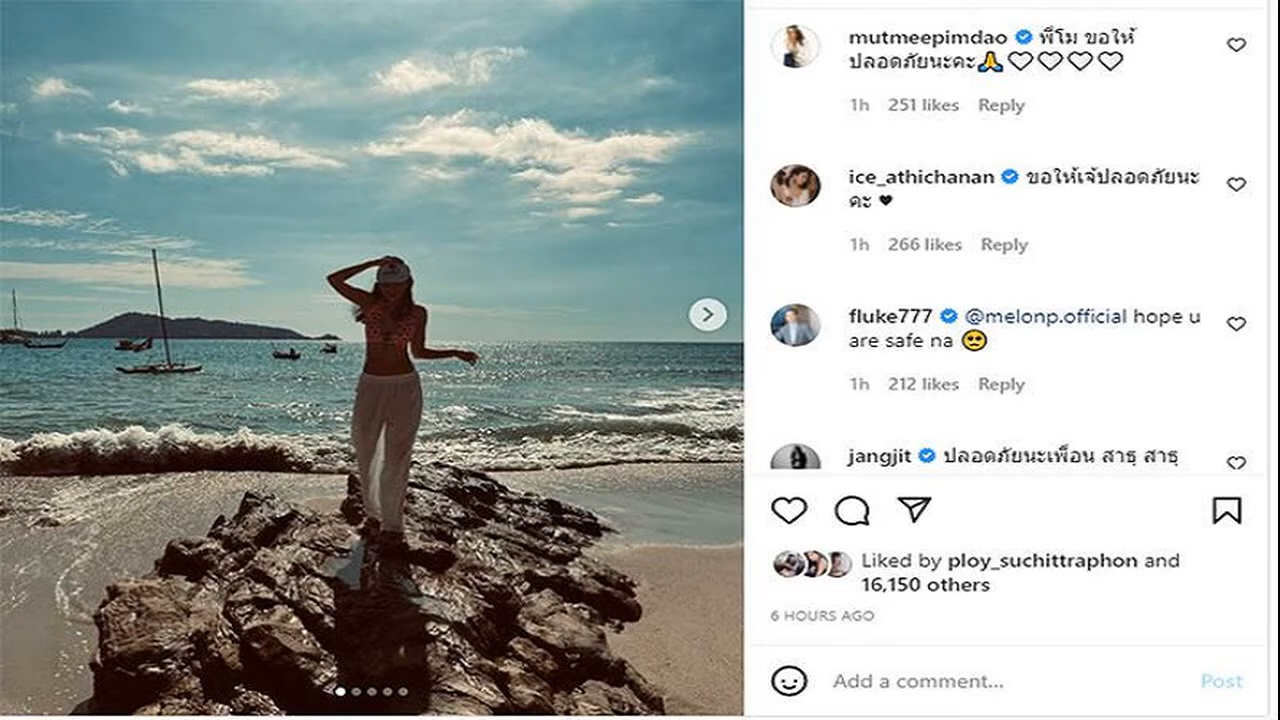 mutmeepimdao พี่โม ขอให้
ปลอดภัยนะคะ🙏🤍🤍🤍🤍
1h 251 likes Reply
ice_athichanan ขอให้เจ้ปลอดภัยนะ
คะ ♥
1h 266 likes Reply
fluke777 @melonp.official hope u
are safe na 🥺
1h 212 likes Reply
jangjit ปลอดภัยนะเพื่อน สาธุ สาธุ
Liked by ploy_suchittraphon and
16,150 others
6 HOURS AGO
Add a comment... Post